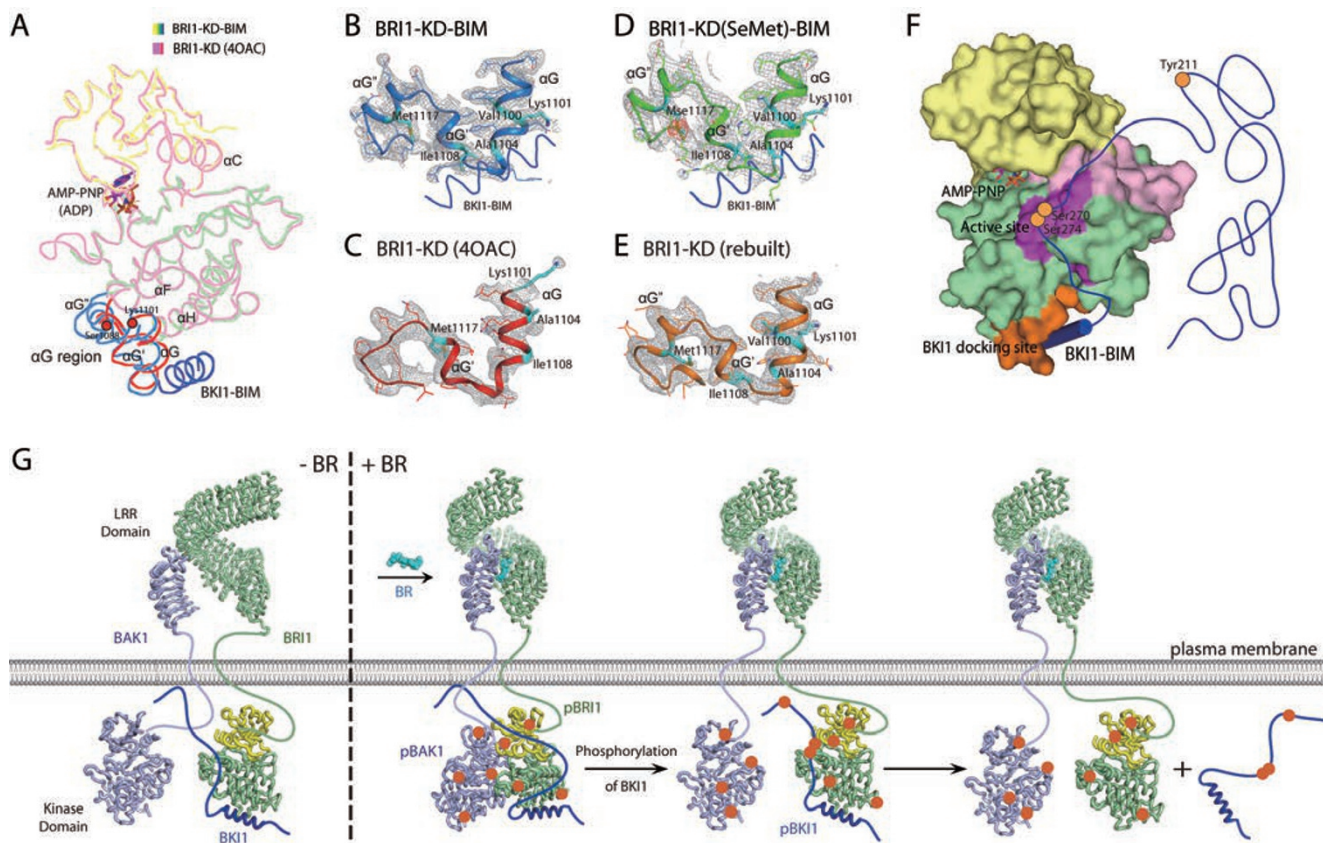 A
BRI1-KD-BIM
BRI1-KD (4OAC)
αC
AMP-PNP
(ADP)
αF
αG''
Lys1101
αH
Ser1088
αG region
αG'
αG
BKI1-BIM
B
BRI1-KD-BIM
αG''
αG
Lys1101
Met1117
Val1100
αG'
Ala1104
Ile1108
BKI1-BIM
C
BRI1-KD (4OAC)
Lys1101
αG
Met1117
Ala1104
αG'
Ile1108
D
BRI1-KD(SeMet)-BIM
αG''
αG
Lys1101
Mse1117
Val1100
αG'
Ala1104
Ile1108
BKI1-BIM
E
BRI1-KD (rebuilt)
αG''
αG
Val1100
Lys1101
Met1117
αG'
Ala1104
Ile1108
F
Tyr211
AMP-PNP
Ser270
Active site
Ser274
BKI1 docking site
BKI1-BIM
G
- BR
+ BR
LRR
Domain
BR
BAK1
BRI1
plasma membrane
pBRI1
pBAK1
Phosphorylation
of BKI1
Kinase
Domain
BKI1
pBKI1